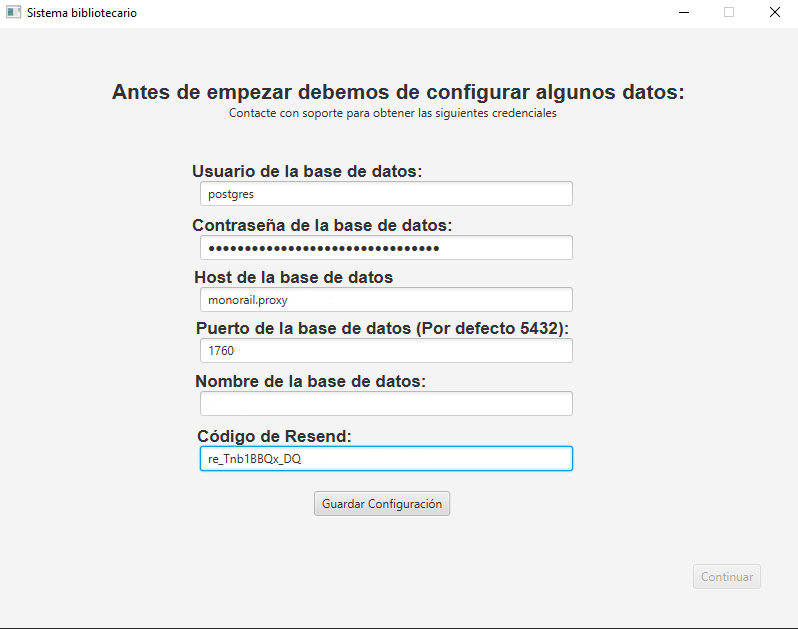 Sistema bibliotecario
Antes de empezar debemos de configurar algunos datos:
Contacte con soporte para obtener las siguientes credenciales
Usuario de la base de datos:
postgres
Contraseña de la base de datos:
••••••••••••••••••••••••••••••••
Host de la base de datos
monorail.proxy
Puerto de la base de datos (Por defecto 5432):
1760
Nombre de la base de datos:
Código de Resend:
re_Tnb1BBQx_DQ
Guardar Configuración
Continuar